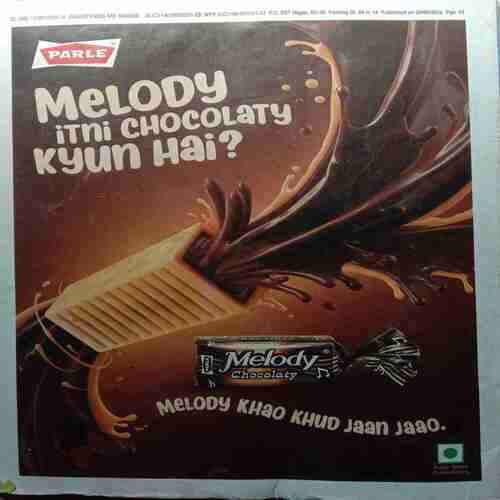 PARLE
MeLODY
iTNi CHOCOLATY
KYUN Hai?
Melody
Chocolaty
MELODY KHAO KHUD JAAN JAAO.